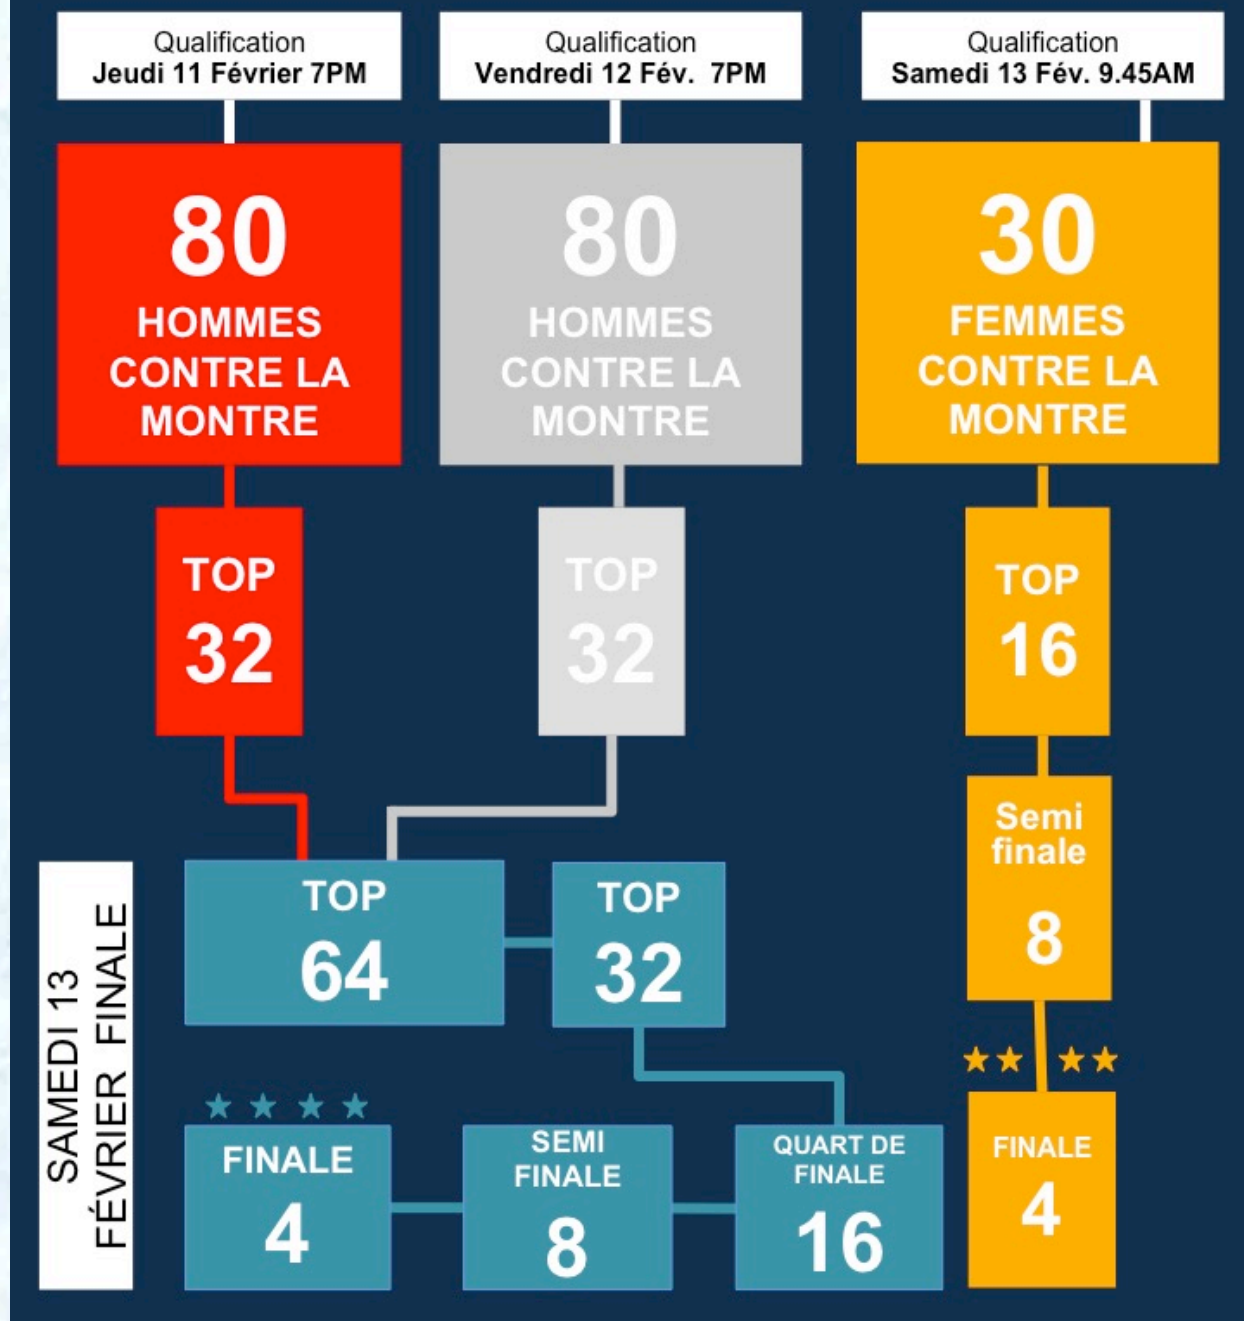 Qualification
Jeudi 11 Février 7PM
Qualification
Vendredi 12 Fév. 7PM
Qualification
Samedi 13 Fév. 9.45AM
80
HOMMES
CONTRE LA
MONTRE
80
HOMMES
CONTRE LA
MONTRE
30
FEMMES
CONTRE LA
MONTRE
TOP
32
TOP
32
TOP
16
Semi
finale
8
SAMEDI 13
FÉVRIER FINALE
TOP
64
TOP
32
FINALE
4
SEMI
FINALE
8
QUART DE
FINALE
16
FINALE
4